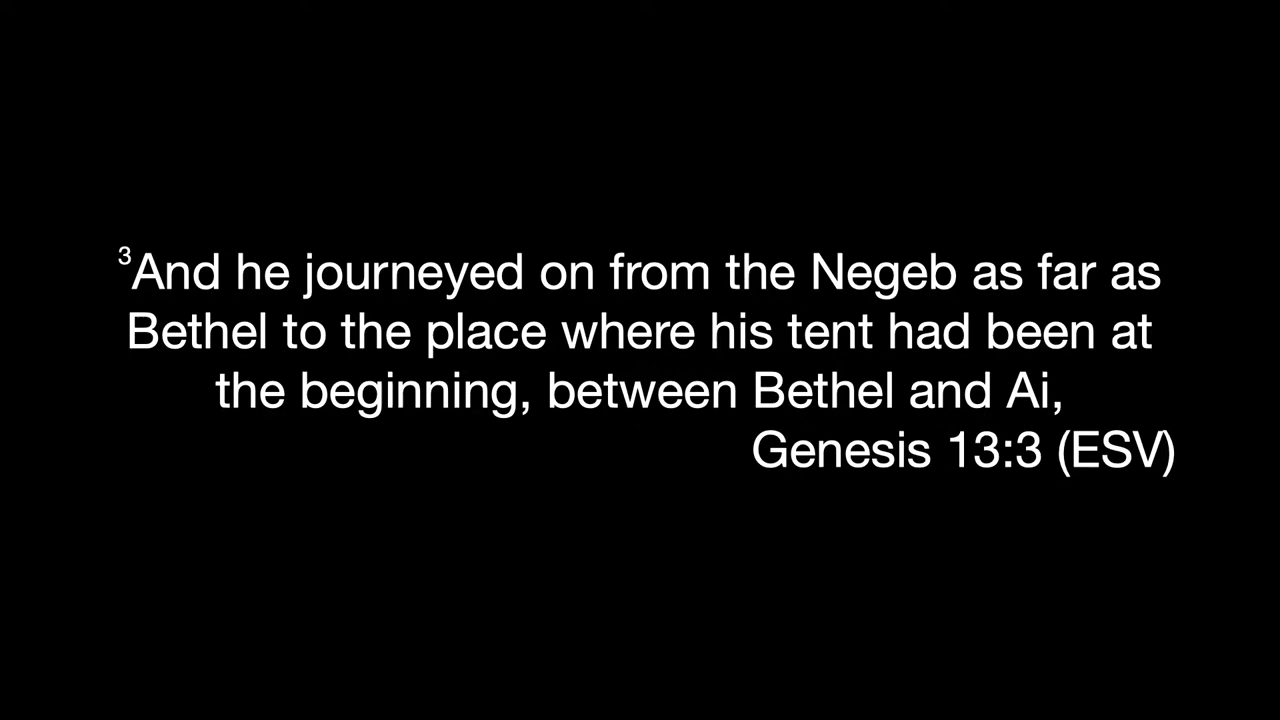 ³And he journeyed on from the Negeb as far as
Bethel to the place where his tent had been at
the beginning, between Bethel and Ai,
Genesis 13:3 (ESV)